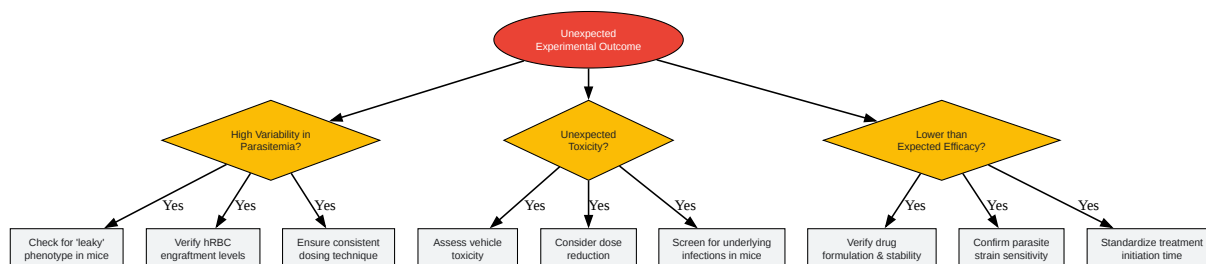 Unexpected
Experimental Outcome
High Variability in
Parasitemia?
Unexpected
Toxicity?
Lower than
Expected Efficacy?
Yes
Yes
Yes
Yes
Yes
Yes
Yes
Yes
Yes
Check for 'leaky'
phenotype in mice
Verify hRBC
engraftment levels
Ensure consistent
dosing technique
Assess vehicle
toxicity
Consider dose
reduction
Screen for underlying
infections in mice
Verify drug
formulation & stability
Confirm parasite
strain sensitivity
Standardize treatment
initiation time